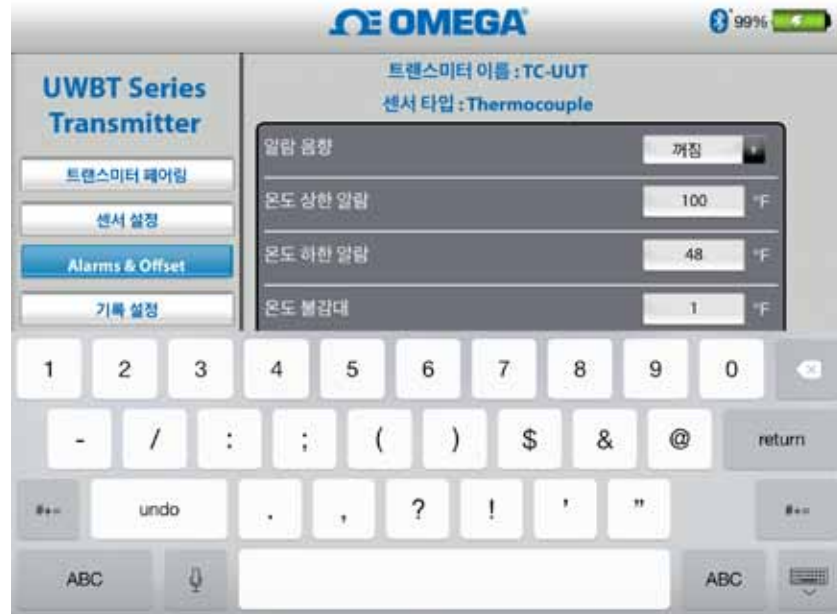 OMEGA
99%
UWBT Series
Transmitter
트랜스미터 페어링
센서 설정
Alarms & Offset
기록 설정
트랜스미터 이름 : TC-UUT
센서 타입 : Thermocouple
알람 음향 꺼짐
온도 상한 알람 100 °F
온도 하한 알람 48 °F
온도 불감대 1 °F
1 2 3 4 5 6 7 8 9 0
- / : ; ( ) $ & @ return
#+= undo . , ? ! ' " #+=
ABC ABC